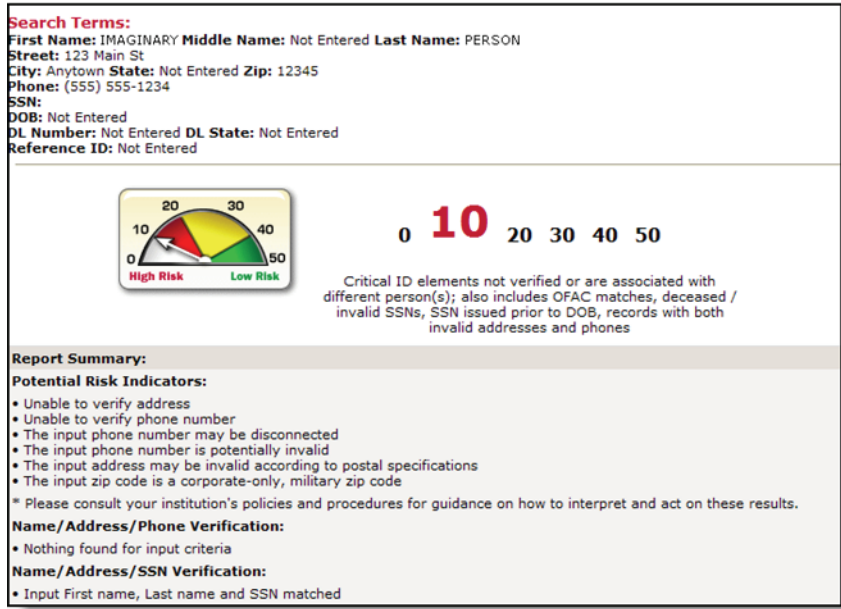 Search Terms:
First Name: IMAGINARY Middle Name: Not Entered Last Name: PERSON
Street: 123 Main St
City: Anytown State: Not Entered Zip: 12345
Phone: (555) 555-1234
SSN:
DOB: Not Entered
DL Number: Not Entered DL State: Not Entered
Reference ID: Not Entered
0 10 20 30 40 50
High Risk Low Risk
0 10 20 30 40 50
Critical ID elements not verified or are associated with
different person(s); also includes OFAC matches, deceased /
invalid SSNs, SSN issued prior to DOB, records with both
invalid addresses and phones
Report Summary:
Potential Risk Indicators:
• Unable to verify address
• Unable to verify phone number
• The input phone number may be disconnected
• The input phone number is potentially invalid
• The input address may be invalid according to postal specifications
• The input zip code is a corporate-only, military zip code
* Please consult your institution's policies and procedures for guidance on how to interpret and act on these results.
Name/Address/Phone Verification:
• Nothing found for input criteria
Name/Address/SSN Verification:
• Input First name, Last name and SSN matched